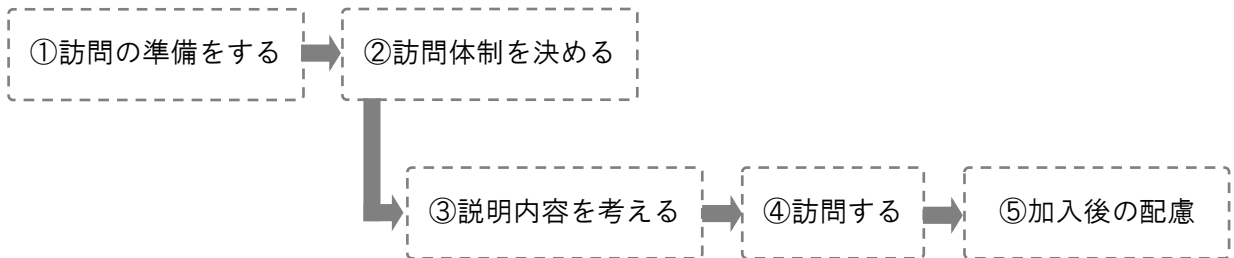 ①訪問の準備をする
②訪問体制を決める
③説明内容を考える
④訪問する
⑤加入後の配慮